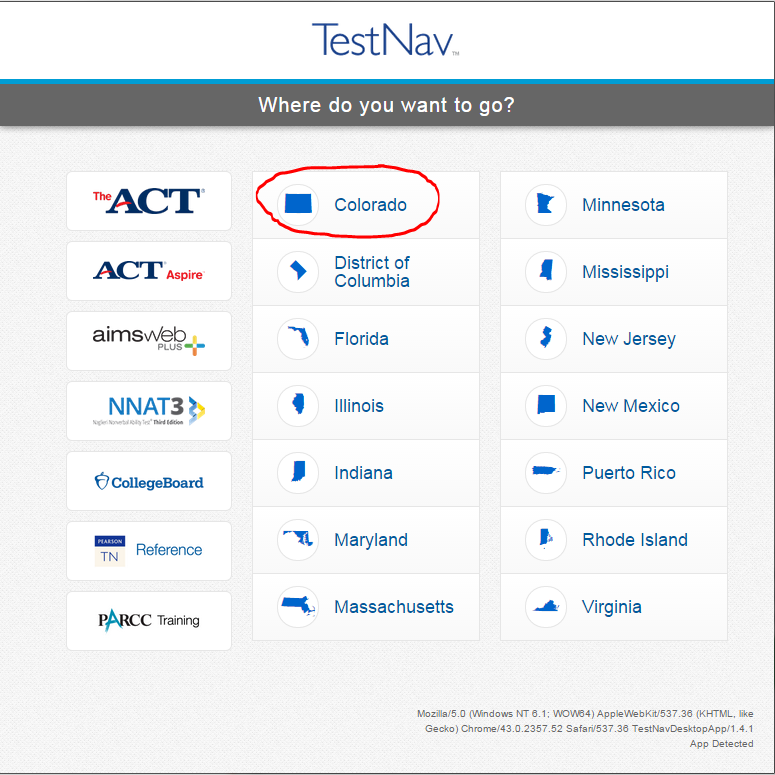 TestNav™
Where do you want to go?
The ACT®
ACT® Aspire
aimsweb
PLUS
NNAT3
Naglieri Nonverbal Ability Test® Third Edition
CollegeBoard
PEARSON
TN
Reference
PARCC Training
Colorado
District of
Columbia
Florida
Illinois
Indiana
Maryland
Massachusetts
Minnesota
Mississippi
New Jersey
New Mexico
Puerto Rico
Rhode Island
Virginia
Mozilla/5.0 (Windows NT 6.1; WOW64) AppleWebKit/537.36 (KHTML, like
Gecko) Chrome/43.0.2357.52 Safari/537.36 TestNavDesktopApp/1.4.1
App Detected